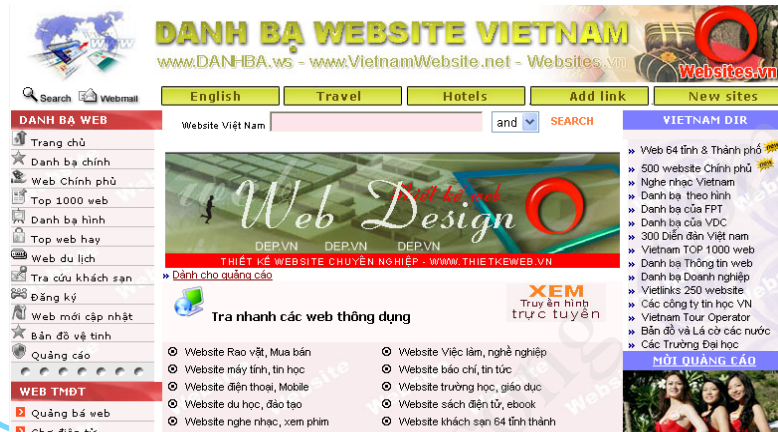 DANH BẠ WEBSITE VIETNAM
www.DANHBA.ws - www.VietnamWebsite.net - Websites.vn
Websites.vn
Search Webmail
English Travel Hotels Add link New sites
DANH BẠ WEB
Trang chủ
Danh bạ chính
Web Chính phủ
Top 1000 web
Danh bạ hình
Top web hay
Web du lịch
Tra cứu khách sạn
Đăng ký
Web mới cập nhật
Bản đồ vệ tinh
Quảng cáo
WEB TMĐT
Quảng bá web
Chợ điện tử
Website Việt Nam and SEARCH
Thiết kế web
Web Design
DEP.VN DEP.VN DEP.VN
THIẾT KẾ WEBSITE CHUYÊN NGHIỆP - WWW.THIETKEWEB.VN
» Dành cho quảng cáo
Tra nhanh các web thông dụng
XEM
Truyền hình
trực tuyến
Website Rao vặt, Mua bán
Website máy tính, tin học
Website điện thoại, Mobile
Website du học, đào tạo
Website nghe nhạc, xem phim
Website Việc làm, nghề nghiệp
Website báo chí, tin tức
Website trường học, giáo dục
Website sách điện tử, ebook
Website khách sạn 64 tỉnh thành
VIETNAM DIR
» Web 64 tỉnh & Thành phố new
» 500 website Chính phủ new
» Nghe nhạc Vietnam
» Danh bạ theo hình
» Danh bạ của FPT
» Danh bạ của VDC
» 300 Diễn đàn Việt nam
» Vietnam TOP 1000 web
» Danh bạ Thông tin web
» Danh bạ Doanh nghiệp
» Vietlinks 250 website
» Các công ty tin học VN
» Vietnam Tour Operator
» Bản đồ và Lá cờ các nước
» Các Trường Đại học
MỜI QUẢNG CÁO